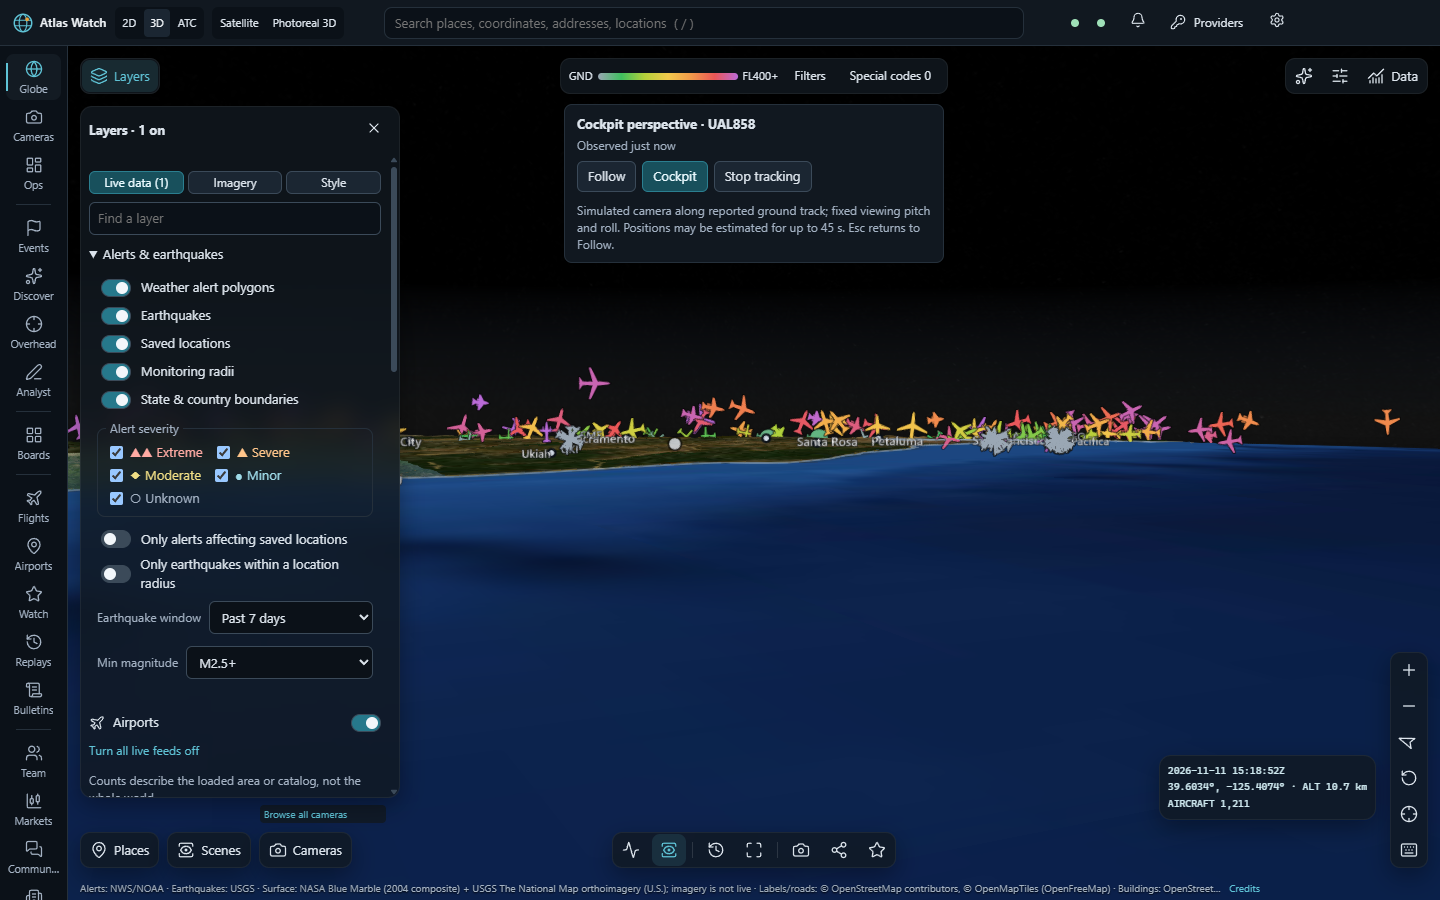 Atlas Watch
2D 3D ATC
Satellite Photoreal 3D
Search places, coordinates, addresses, locations ( / )
Providers
Globe
Cameras
Ops
Events
Discover
Overhead
Analyst
Boards
Flights
Airports
Watch
Replays
Bulletins
Team
Markets
Commun...
Layers
GND FL400+ Filters Special codes 0
Data
Layers · 1 on
Live data (1) Imagery Style
Find a layer
Alerts & earthquakes
Weather alert polygons
Earthquakes
Saved locations
Monitoring radii
State & country boundaries
Alert severity
Extreme Severe
Moderate Minor
Unknown
Only alerts affecting saved locations
Only earthquakes within a location
radius
Earthquake window Past 7 days
Min magnitude M2.5+
Airports
Turn all live feeds off
Counts describe the loaded area or catalog, not the
whole world
Browse all cameras
Cockpit perspective · UAL858
Observed just now
Follow Cockpit Stop tracking
Simulated camera along reported ground track; fixed viewing pitch
and roll. Positions may be estimated for up to 45 s. Esc returns to
Follow.
City
Ukiah
Santa Rosa
Petaluma
2026-11-11 15:18:52Z
39.6034°, -125.4074° · ALT 10.7 km
AIRCRAFT 1,211
Places Scenes Cameras
Alerts: NWS/NOAA · Earthquakes: USGS · Surface: NASA Blue Marble (2004 composite) + USGS The National Map orthoimagery (U.S.); imagery is not live · Labels/roads: © OpenStreetMap contributors, © OpenMapTiles (OpenFreeMap) · Buildings: OpenStreet... Credits